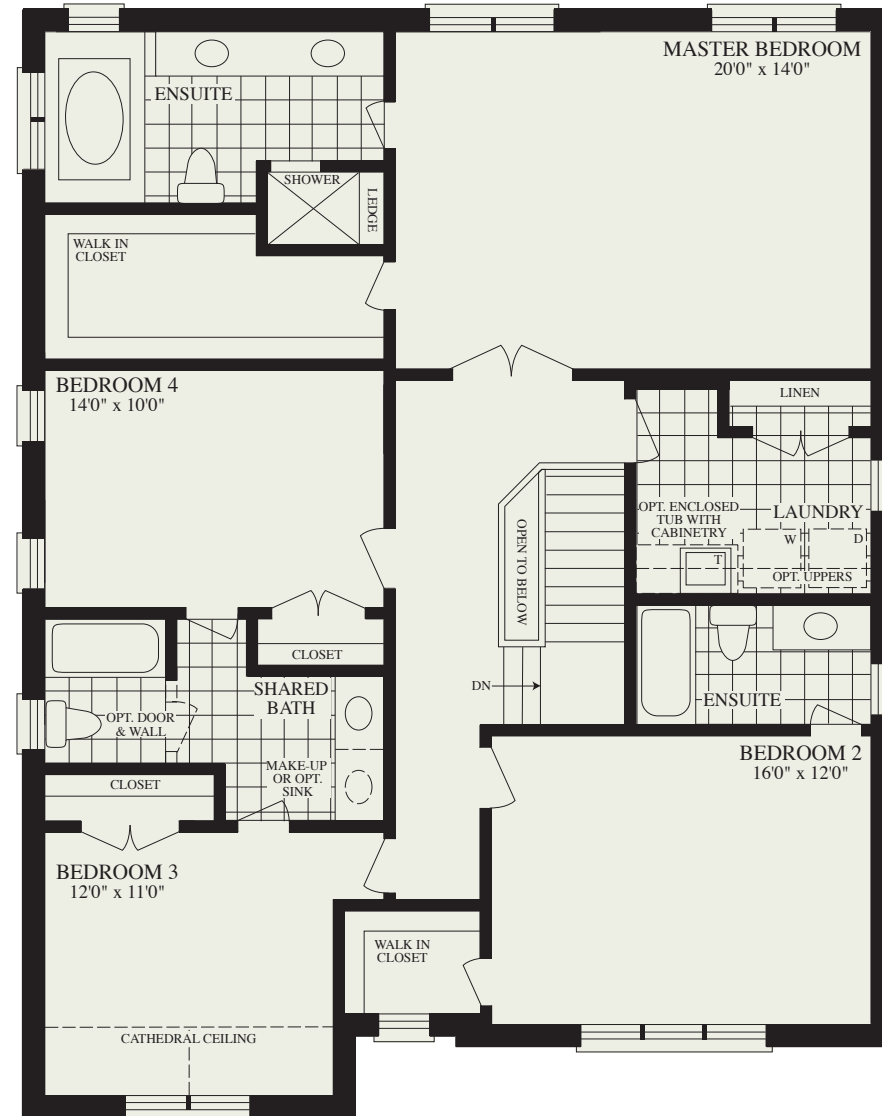 MASTER BEDROOM
20'0" x 14'0"
ENSUITE
SHOWER
LEDGE
WALK IN
CLOSET
BEDROOM 4
14'0" x 10'0"
LINEN
OPT. ENCLOSED
TUB WITH
CABINETRY
LAUNDRY
W
D
T
OPT. UPPERS
OPEN TO BELOW
CLOSET
DN
SHARED
BATH
OPT. DOOR
& WALL
MAKE-UP
OR OPT.
SINK
ENSUITE
BEDROOM 2
16'0" x 12'0"
CLOSET
BEDROOM 3
12'0" x 11'0"
WALK IN
CLOSET
CATHEDRAL CEILING